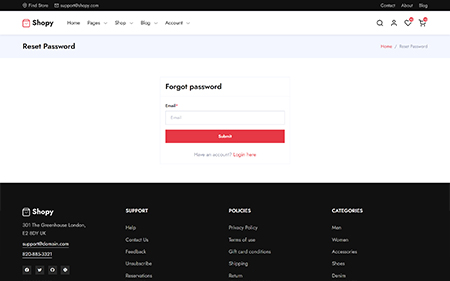 Find Store support@shopy.com Contact About Blog
Shopy Home Pages Shop Blog Account
Reset Password Home / Reset Password
Forgot password
Email*
Email
Submit
Have an account? Login here
Shopy SUPPORT POLICIES CATEGORIES
301 The Greenhouse London, Help Privacy Policy Men
E2 8DY UK Contact Us Terms of use Women
support@domain.com Feedback Gift card conditions Accessories
820-885-3321 Unsubscribe Shipping Shoes
Reservations Return Denim